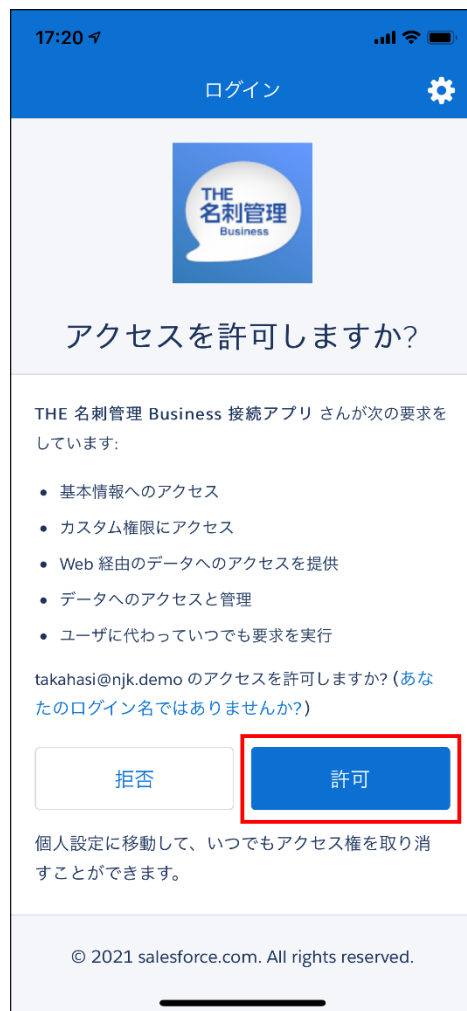 17:20
ログイン
THE
名刺管理
Business
アクセスを許可しますか?
THE 名刺管理 Business 接続アプリ さんが次の要求を
しています:
• 基本情報へのアクセス
• カスタム権限にアクセス
• Web 経由のデータへのアクセスを提供
• データへのアクセスと管理
• ユーザに代わっていつでも要求を実行
takahasi@njk.demo のアクセスを許可しますか? (あな
たのログイン名ではありませんか?)
拒否
許可
個人設定に移動して、いつでもアクセス権を取り消
すことができます。
© 2021 salesforce.com. All rights reserved.